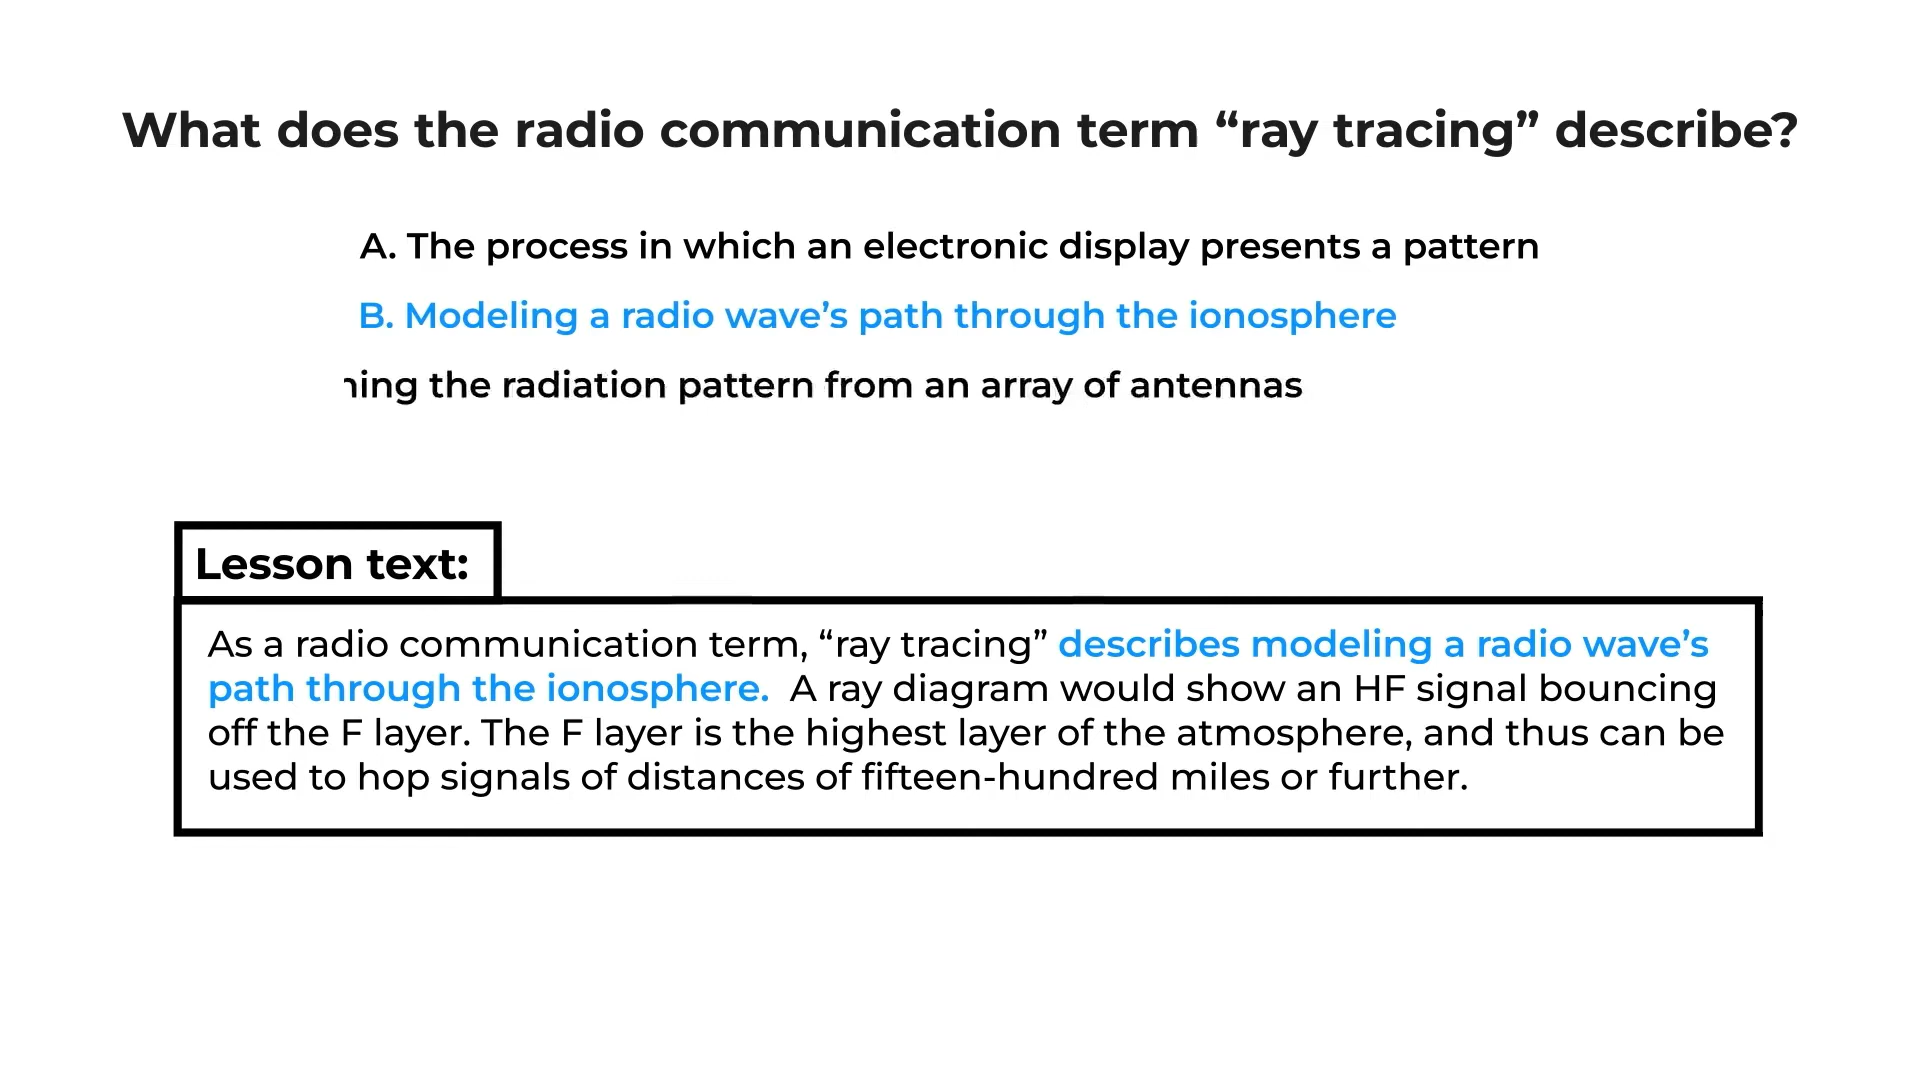 What does the radio communication term “ray tracing” describe?
A. The process in which an electronic display presents a pattern
B. Modeling a radio wave’s path through the ionosphere
the radiation pattern from an array of antennas
Lesson text:
As a radio communication term, “ray tracing” describes modeling a radio wave’s
path through the ionosphere. A ray diagram would show an HF signal bouncing
off the F layer. The F layer is the highest layer of the atmosphere, and thus can be
used to hop signals of distances of fifteen-hundred miles or further.